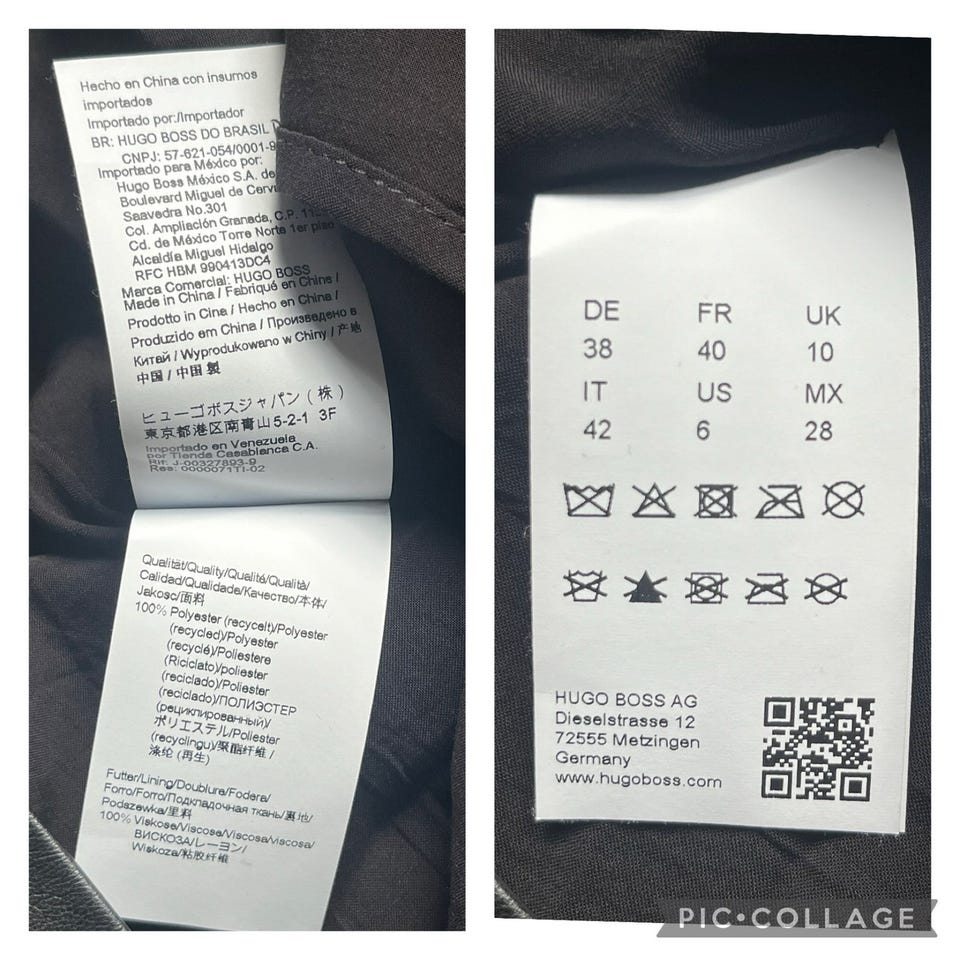 Hecho en China con insumos
importados
Importado por:/Importador
BR: HUGO BOSS DO BRASIL
CNPJ: 57-621-054/0001-9
Importado para México por:
Hugo Boss México S.A. de
Boulevard Miguel de Cerv
Saavedra No.301
Col. Ampliación Granada, C.P.
Cd. de México Torre Norte 1er piso
Alcaldía Miguel Hidalgo
RFC HBM 990413DC4
Marca Comercial: HUGO BOSS
Made in China / Fabriqué en Chine /
Prodotto in Cina / Hecho en China /
Produzido em China / Произведено в
Китай / Wyprodukowano w Chiny / 产地
中国 / 中国 製
ヒューゴボスジャパン（株）
東京都港区南青山5-2-1 3F
Importado en Venezuela
por Tienda Casablanca C.A.
Rif: J-00327893-9
Res: 0000071TI-02
Qualität/Quality/Qualité/Qualità/
Calidad/Qualidade/Качество/本体/
Jakosc/面料
100% Polyester (recycelt)/Polyester
(recycled)/Polyester
(recyclé)/Poliestere
(Riciclato)/poliester
(reciclado)/Poliester
(reciclado)/ПОЛИЭСТЕР
(рециклированный)/
ポリエステル/Poliester
(recyclingu)/聚酯纤维 /
涤纶 (再生)
Futter/Lining/Doublure/Fodera/
Forro/Forro/Подкладочная ткань/裏地/
Podszewka/里料
100% Viskose/Viscose/Viscosa/viscosa/
ВИСКОЗА/レーヨン/
Wiskoza/粘胶纤维
DE FR UK
38 40 10
IT US MX
42 6 28
HUGO BOSS AG
Dieselstrasse 12
72555 Metzingen
Germany
www.hugoboss.com
PIC•COLLAGE